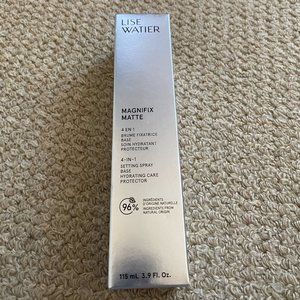 LISE
WATIER
MAGNIFIX
MATTE
4 EN 1
BRUME FIXATRICE
BASE
SOIN HYDRATANT
PROTECTEUR
4-IN-1
SETTING SPRAY
BASE
HYDRATING CARE
PROTECTOR
96%
INGRÉDIENTS
D'ORIGINE NATURELLE
INGREDIENTS FROM
NATURAL ORIGIN
115 mL 3.9 Fl. Oz.